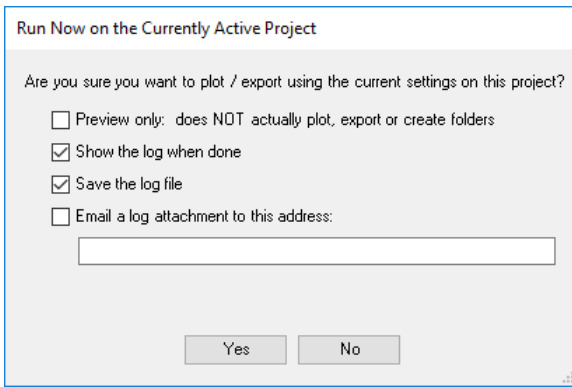 Run Now on the Currently Active Project
Are you sure you want to plot / export using the current settings on this project?
Preview only:  does NOT actually plot, export or create folders
Show the log when done
Save the log file
Email a log attachment to this address:
Yes No